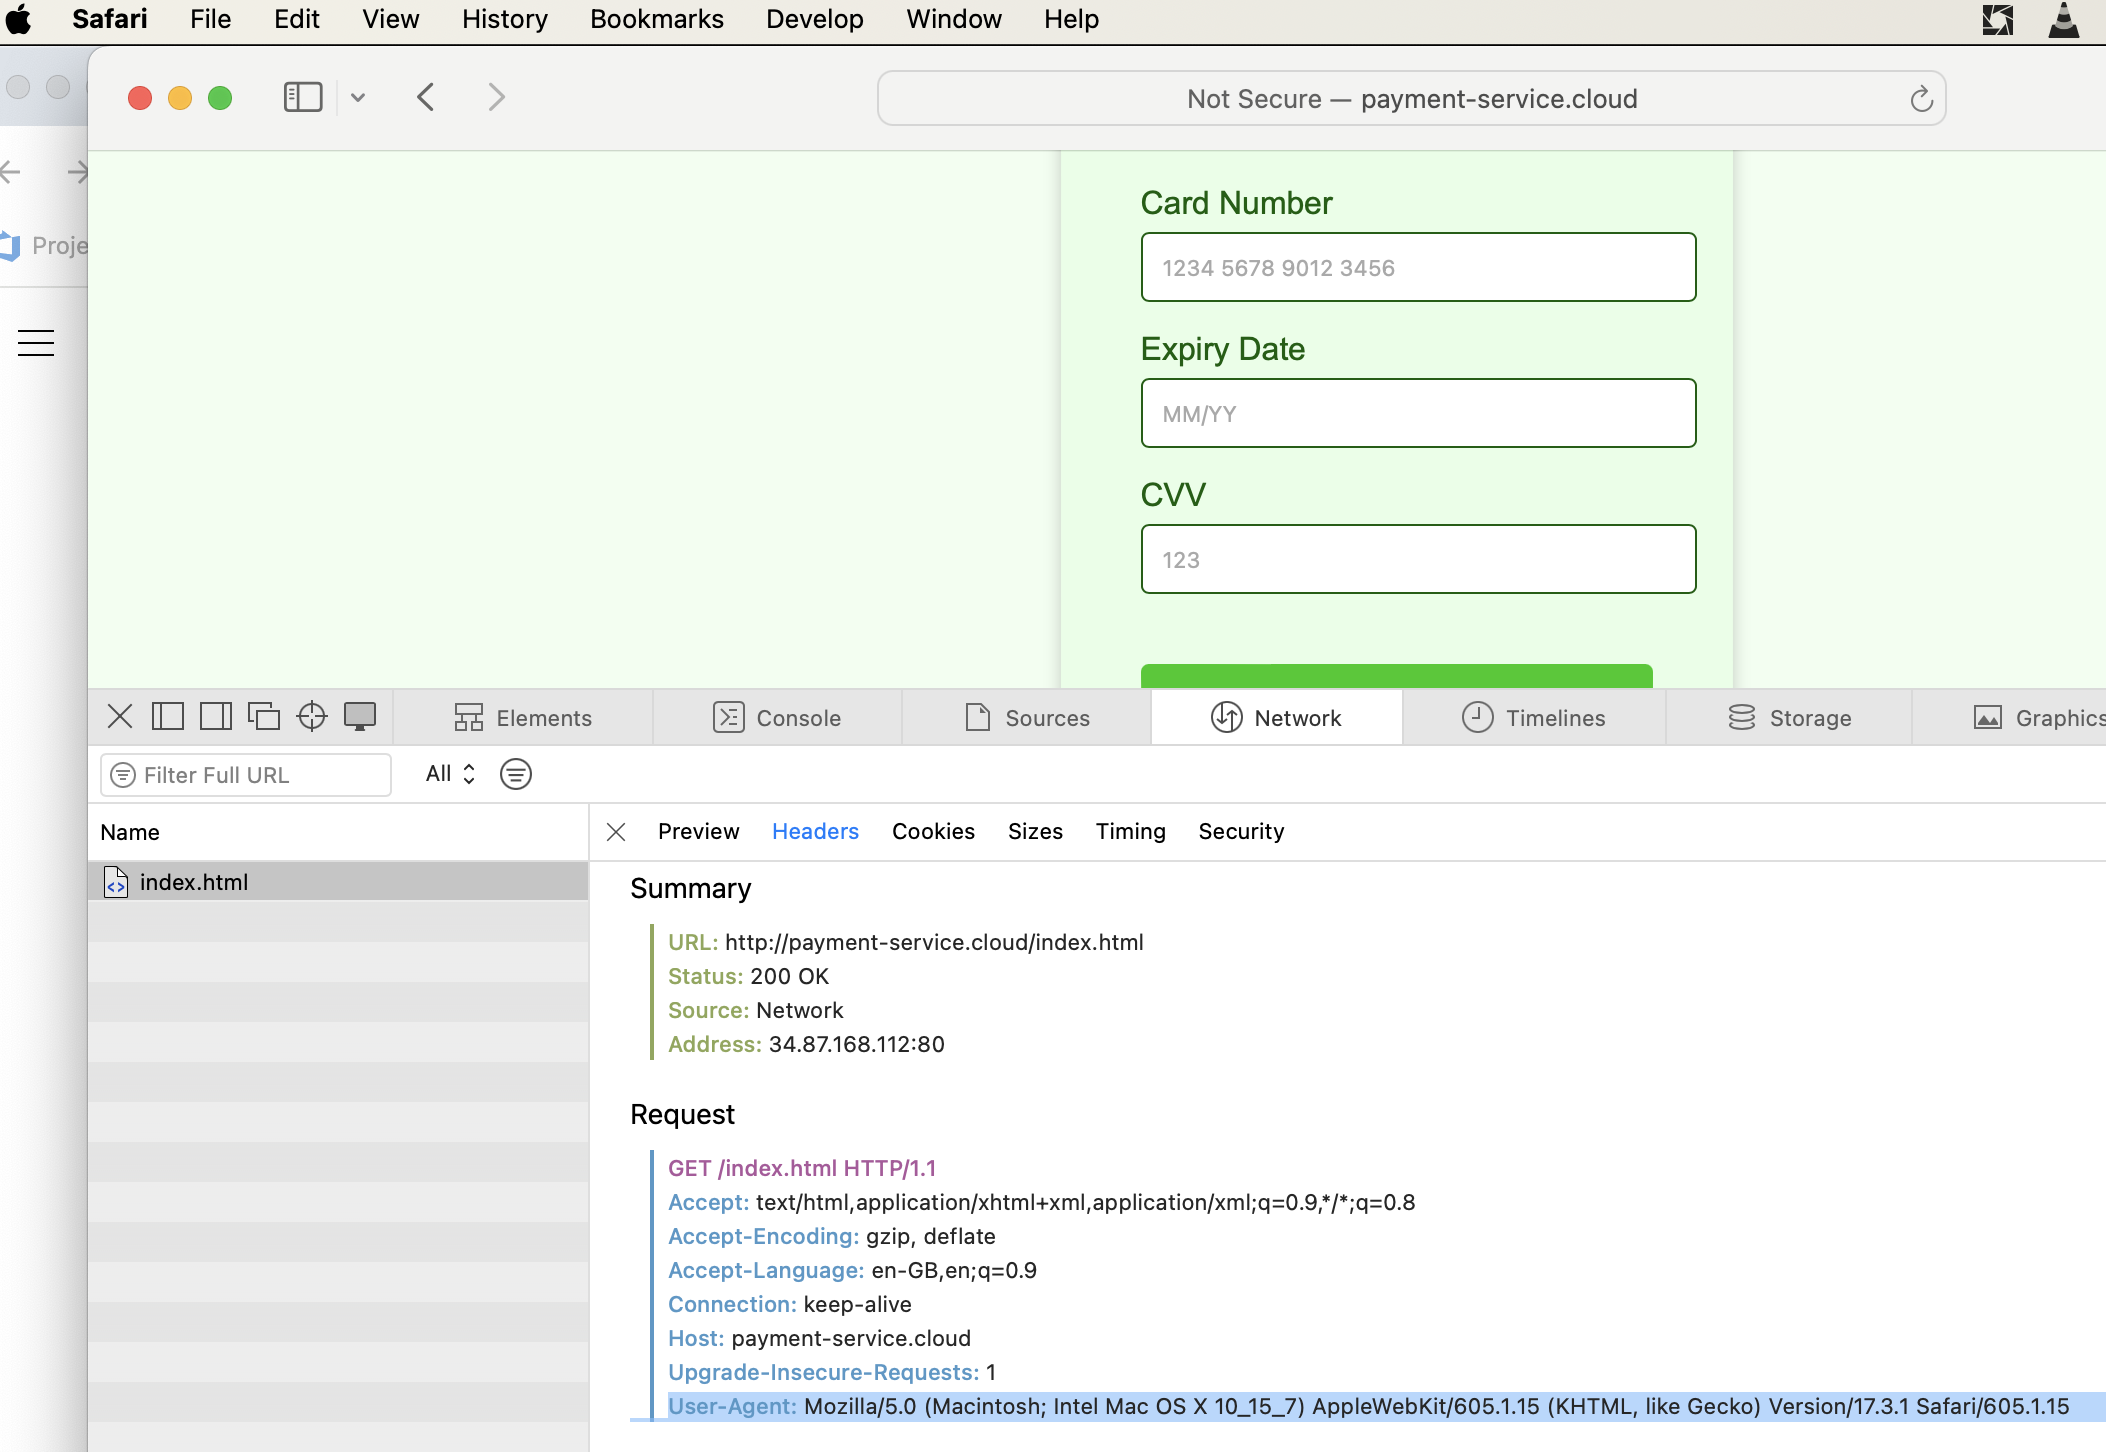 Safari File Edit View History Bookmarks Develop Window Help
Not Secure — payment-service.cloud
Proje
Card Number
1234 5678 9012 3456
Expiry Date
MM/YY
CVV
123
Elements Console Sources Network Timelines Storage Graphics
Filter Full URL All
Name
Preview Headers Cookies Sizes Timing Security
index.html
Summary
URL: http://payment-service.cloud/index.html
Status: 200 OK
Source: Network
Address: 34.87.168.112:80
Request
GET /index.html HTTP/1.1
Accept: text/html,application/xhtml+xml,application/xml;q=0.9,*/*;q=0.8
Accept-Encoding: gzip, deflate
Accept-Language: en-GB,en;q=0.9
Connection: keep-alive
Host: payment-service.cloud
Upgrade-Insecure-Requests: 1
User-Agent: Mozilla/5.0 (Macintosh; Intel Mac OS X 10_15_7) AppleWebKit/605.1.15 (KHTML, like Gecko) Version/17.3.1 Safari/605.1.15